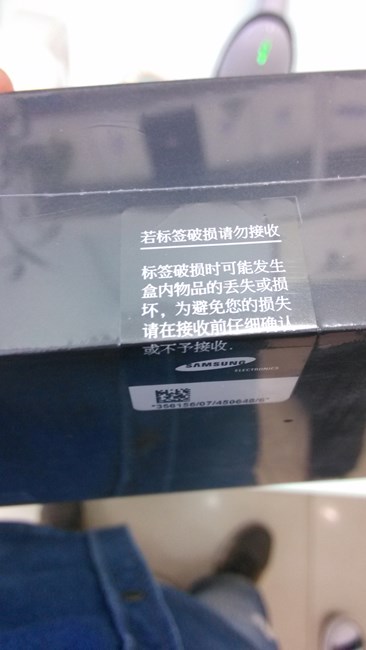 若标签破损请勿接收
标签破损时可能发生
盒内物品的丢失或损
坏，为避免您的损失
请在接收前仔细确认
或不予接收.
SAMSUNG
ELECTRONICS